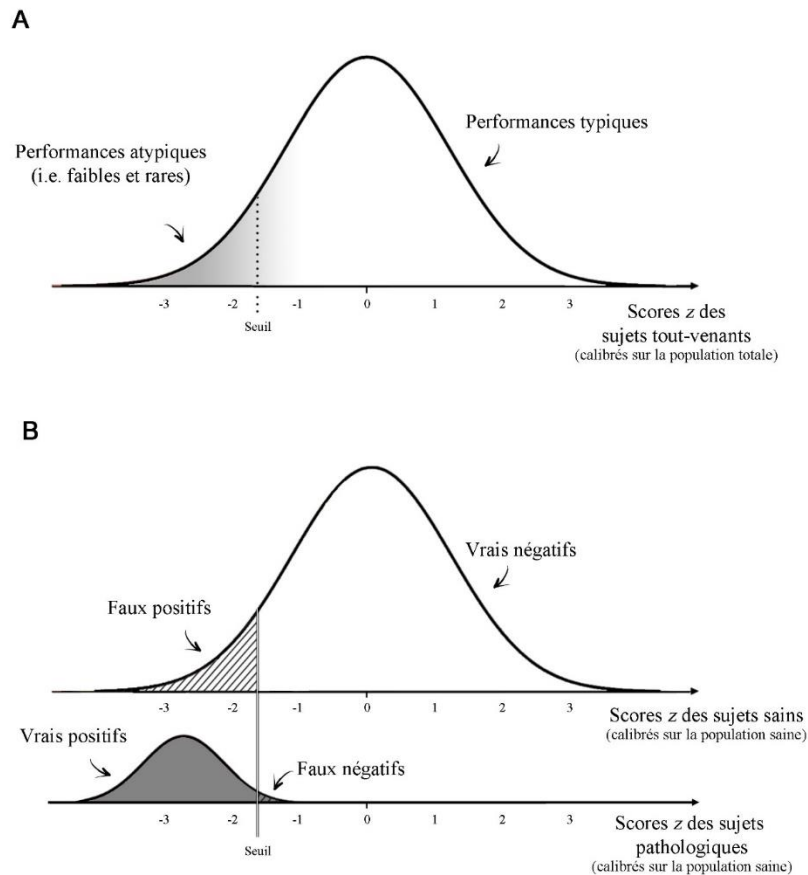 A
Performances typiques
Performances atypiques
(i.e. faibles et rares)
-3 -2 -1 0 1 2 3
Seuil
Scores z des
sujets tout-venants
(calibrés sur la population totale)
B
Vrais négatifs
Faux positifs
-3 -2 -1 0 1 2 3
Scores z des sujets sains
(calibrés sur la population saine)
Vrais positifs
Faux négatifs
-3 -2 -1 0 1 2 3
Seuil
Scores z des sujets
pathologiques
(calibrés sur la population saine)